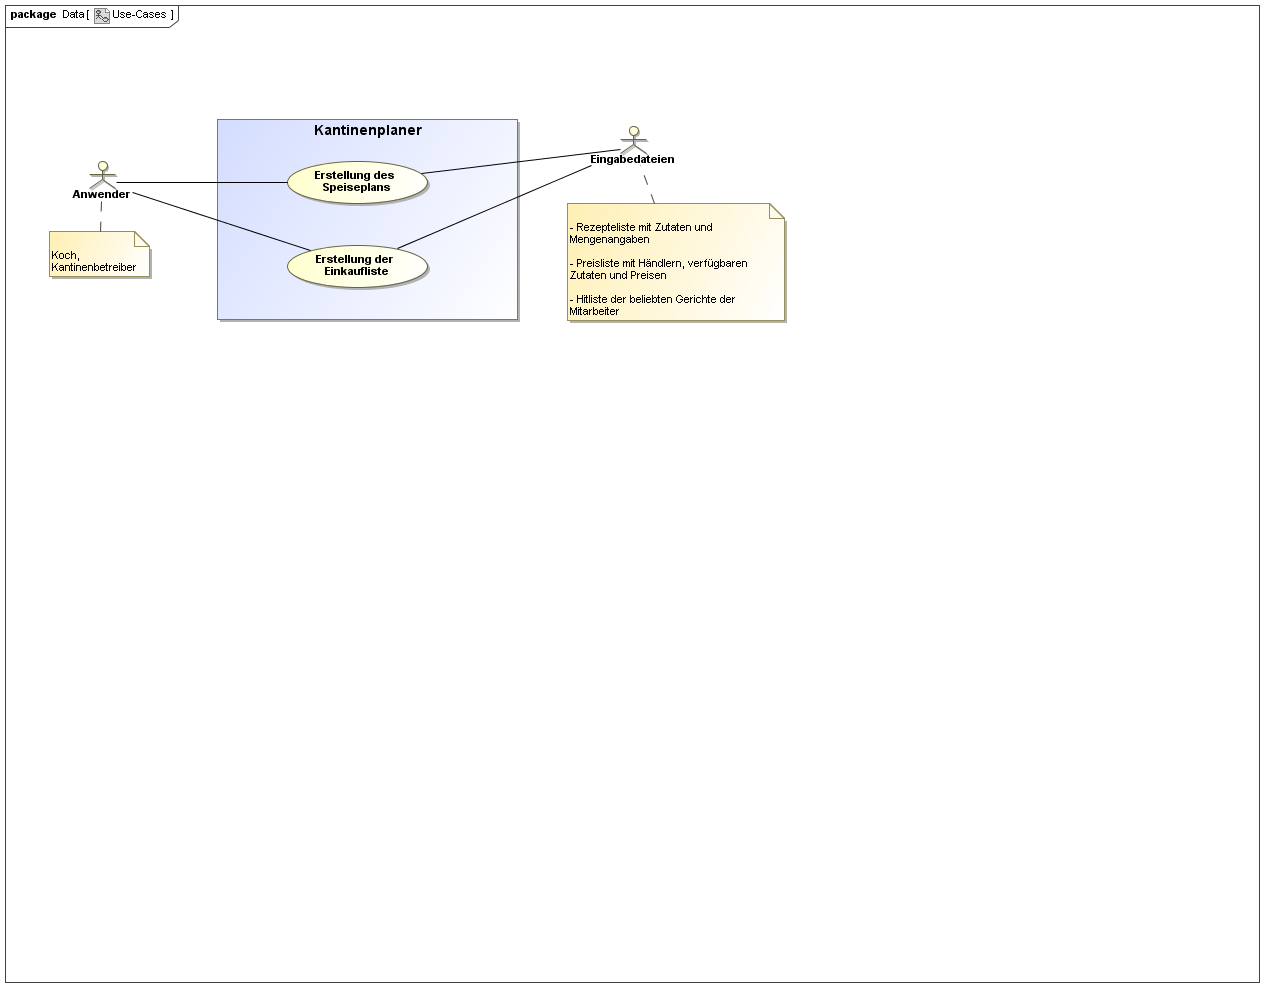 package Data[ Use-Cases ]
Kantinenplaner
Erstellung des
Speiseplans
Erstellung der
Einkaufliste
Anwender
Koch,
Kantinenbetreiber
Eingabedateien
- Rezepteliste mit Zutaten und
Mengenangaben
- Preisliste mit Händlern, verfügbaren
Zutaten und Preisen
- Hitliste der beliebten Gerichte der
Mitarbeiter